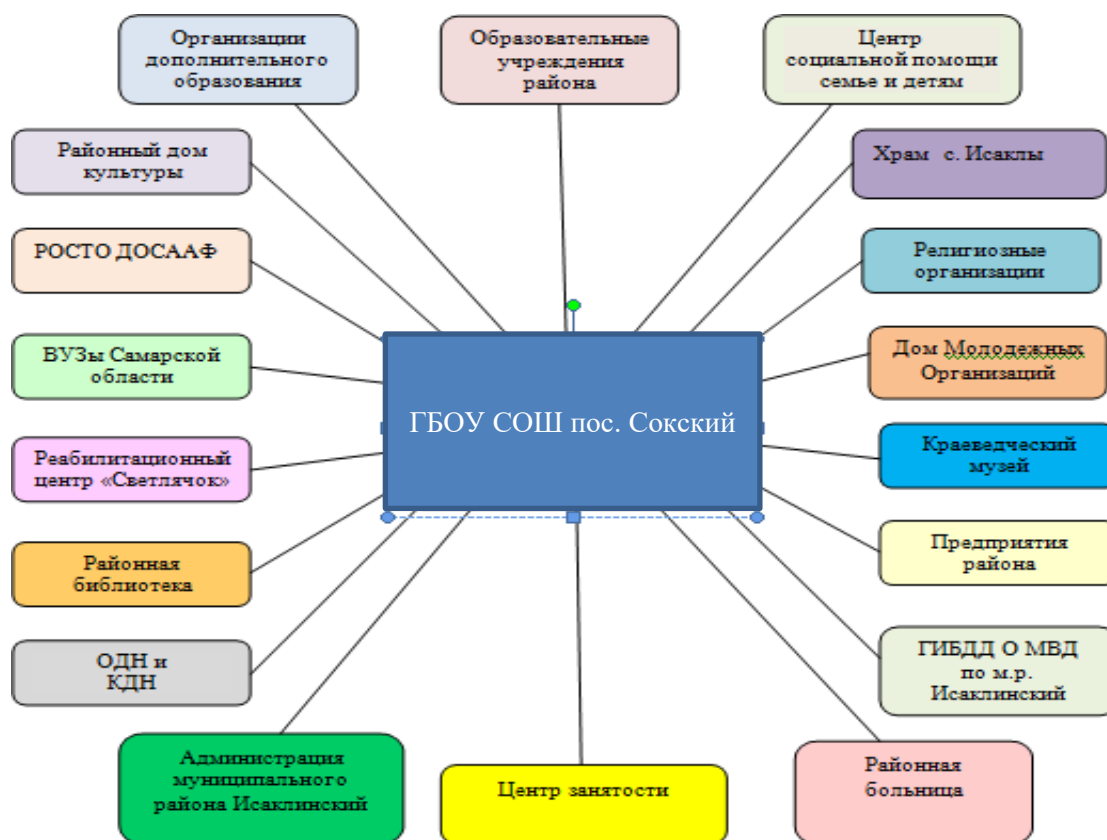 Организации
дополнительного
образования
Образовательные
учреждения
района
Центр
социальной помощи
семье и детям
Районный дом
культуры
Храм с. Исаклы
РОСТО ДОСААФ
Религиозные
организации
ВУЗы Самарской
области
Дом Молодежных
Организаций
ГБОУ СОШ пос. Сокский
Реабилитационный
центр «Светлячок»
Краеведческий
музей
Районная
библиотека
Предприятия
района
ОДН и
КДН
ГИБДД О МВД
по м.р.
Исаклинский
Администрация
муниципального
района Исаклинский
Центр занятости
Районная
больница